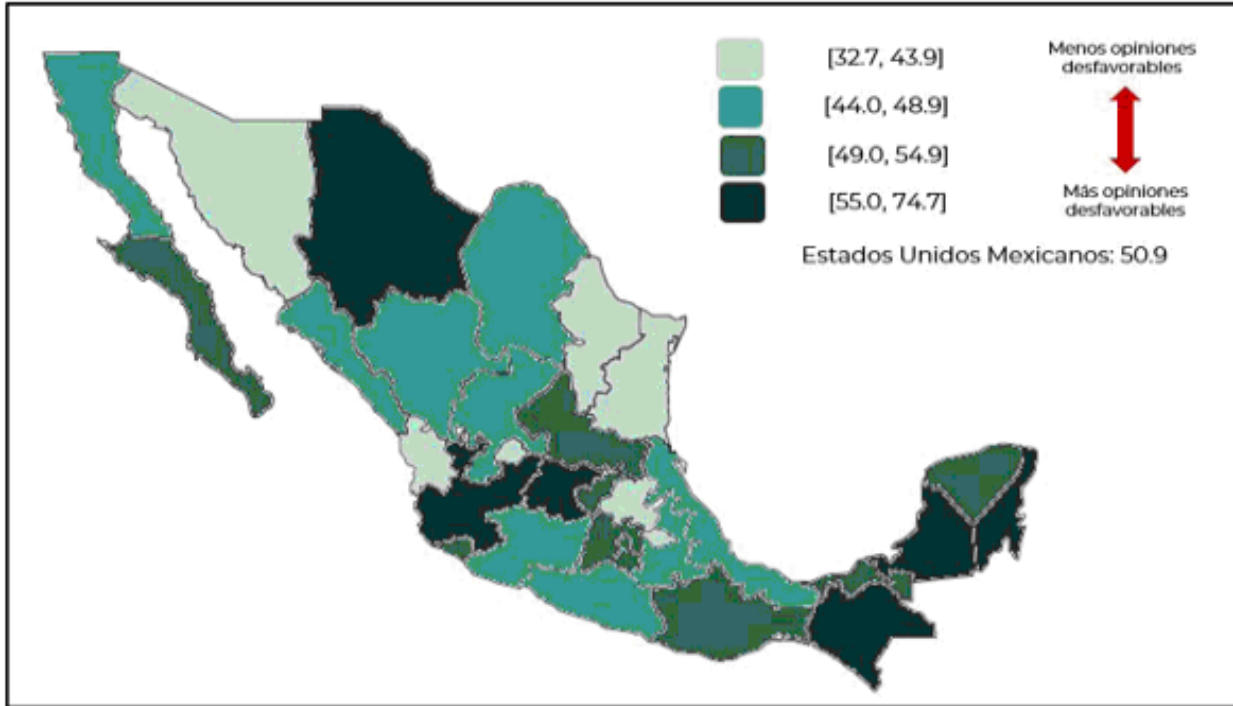 [32.7, 43.9]
[44.0, 48.9]
[49.0, 54.9]
[55.0, 74.7]
Menos opiniones
desfavorables
Más opiniones
desfavorables
Estados Unidos Mexicanos: 50.9